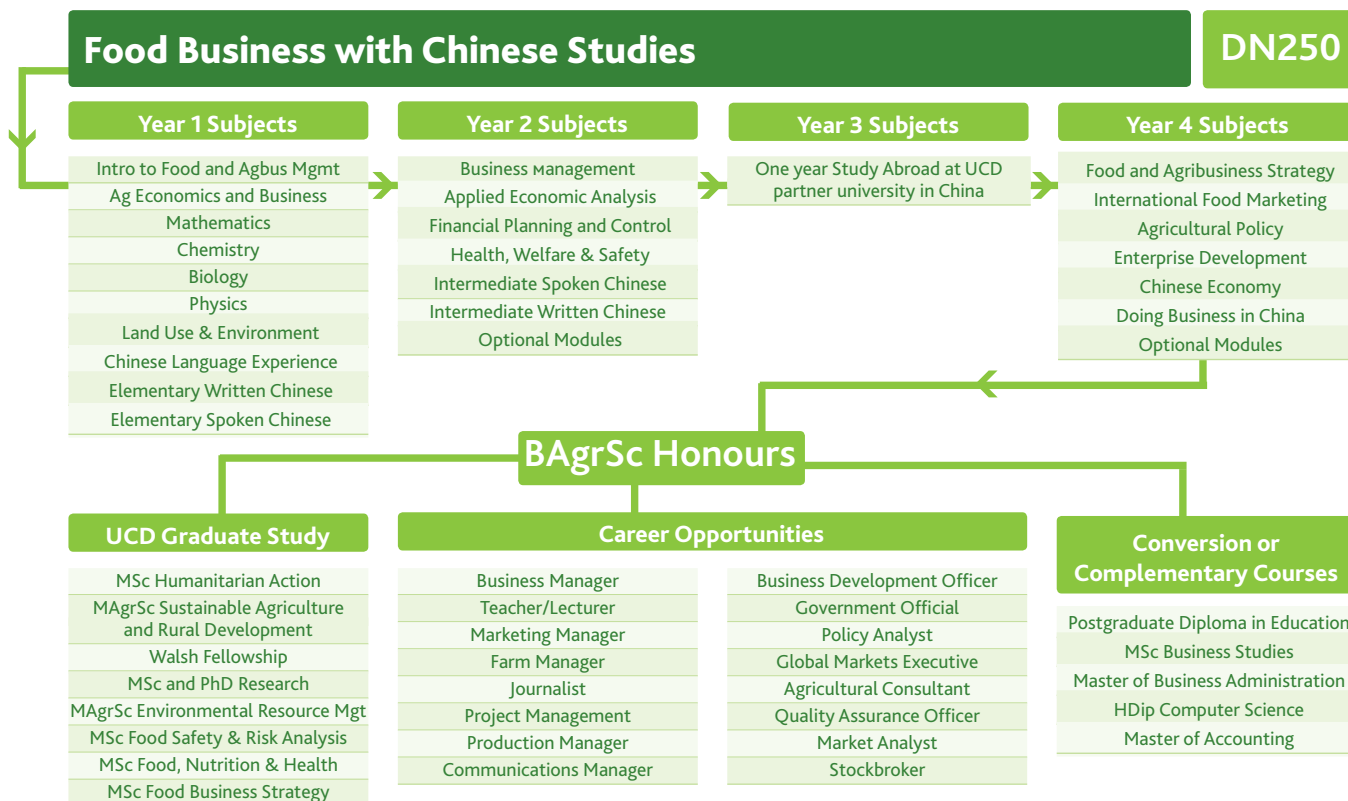 Food Business with Chinese Studies
DN250
Year 1 Subjects
Intro to Food and Agbus Mgmt
Ag Economics and Business
Mathematics
Chemistry
Biology
Physics
Land Use & Environment
Chinese Language Experience
Elementary Written Chinese
Elementary Spoken Chinese
Year 2 Subjects
Business Management
Applied Economic Analysis
Financial Planning and Control
Health, Welfare & Safety
Intermediate Spoken Chinese
Intermediate Written Chinese
Optional Modules
Year 3 Subjects
One year Study Abroad at UCD
partner university in China
Year 4 Subjects
Food and Agribusiness Strategy
International Food Marketing
Agricultural Policy
Enterprise Development
Chinese Economy
Doing Business in China
Optional Modules
BAgrSc Honours
UCD Graduate Study
MSc Humanitarian Action
MAgrSc Sustainable Agriculture
and Rural Development
Walsh Fellowship
MSc and PhD Research
MAgrSc Environmental Resource Mgt
MSc Food Safety & Risk Analysis
MSc Food, Nutrition & Health
MSc Food Business Strategy
Career Opportunities
Business Manager
Teacher/Lecturer
Marketing Manager
Farm Manager
Journalist
Project Management
Production Manager
Communications Manager
Business Development Officer
Government Official
Policy Analyst
Global Markets Executive
Agricultural Consultant
Quality Assurance Officer
Market Analyst
Stockbroker
Conversion or
Complementary Courses
Postgraduate Diploma in Education
MSc Business Studies
Master of Business Administration
HDip Computer Science
Master of Accounting